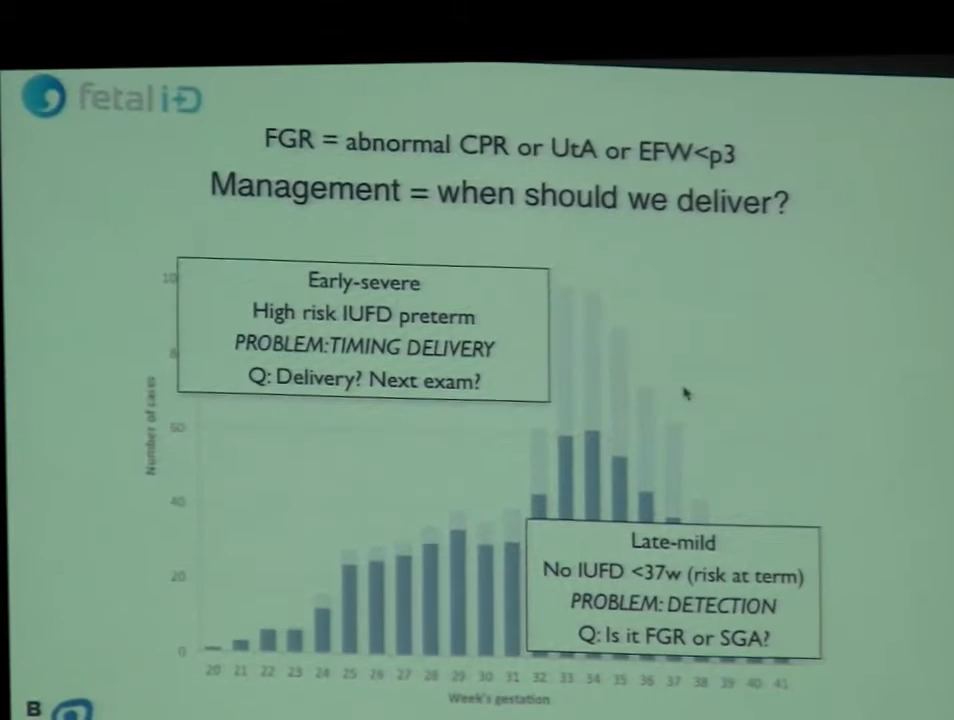 fetal i+D
FGR = abnormal CPR or UtA or EFW<p3
Management = when should we deliver?
Early-severe
High risk IUFD preterm
PROBLEM:TIMING DELIVERY
Q: Delivery? Next exam?
10
8
60
40
20
0
Number of cases
Late-mild
No IUFD <37w (risk at term)
PROBLEM: DETECTION
Q: Is it FGR or SGA?
20 21 22 23 24 25 26 27 28 29 30 31 32 33 34 35 36 37 38 39 40 41
Week's gestation
B